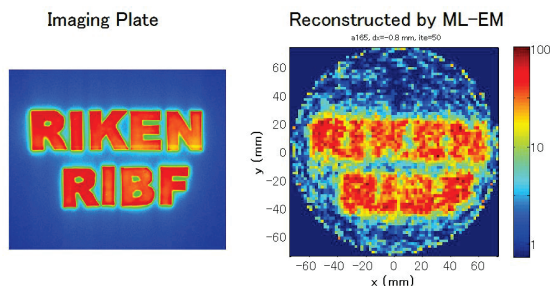 Imaging Plate
Reconstructed by ML-EM
a165, dx=-0.8 mm, ite=50
RIKEN
RIBF
y (mm)
60
40
20
0
-20
-40
-60
-60 -40 -20 0 20 40 60
x (mm)
100
10
1